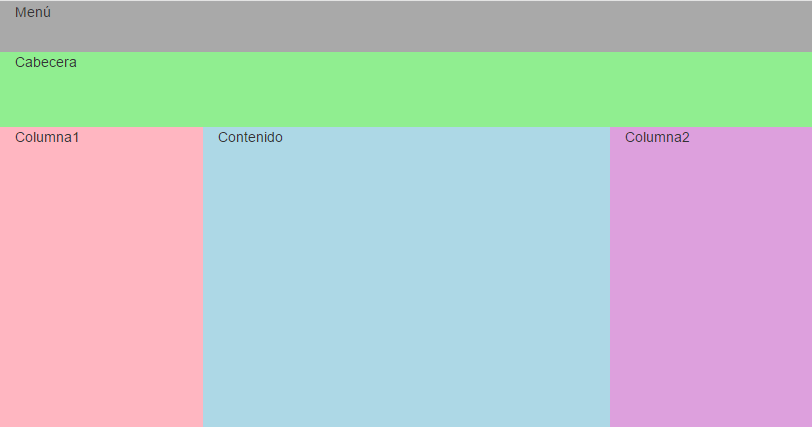 Menú
Cabecera
Columna1
Contenido
Columna2